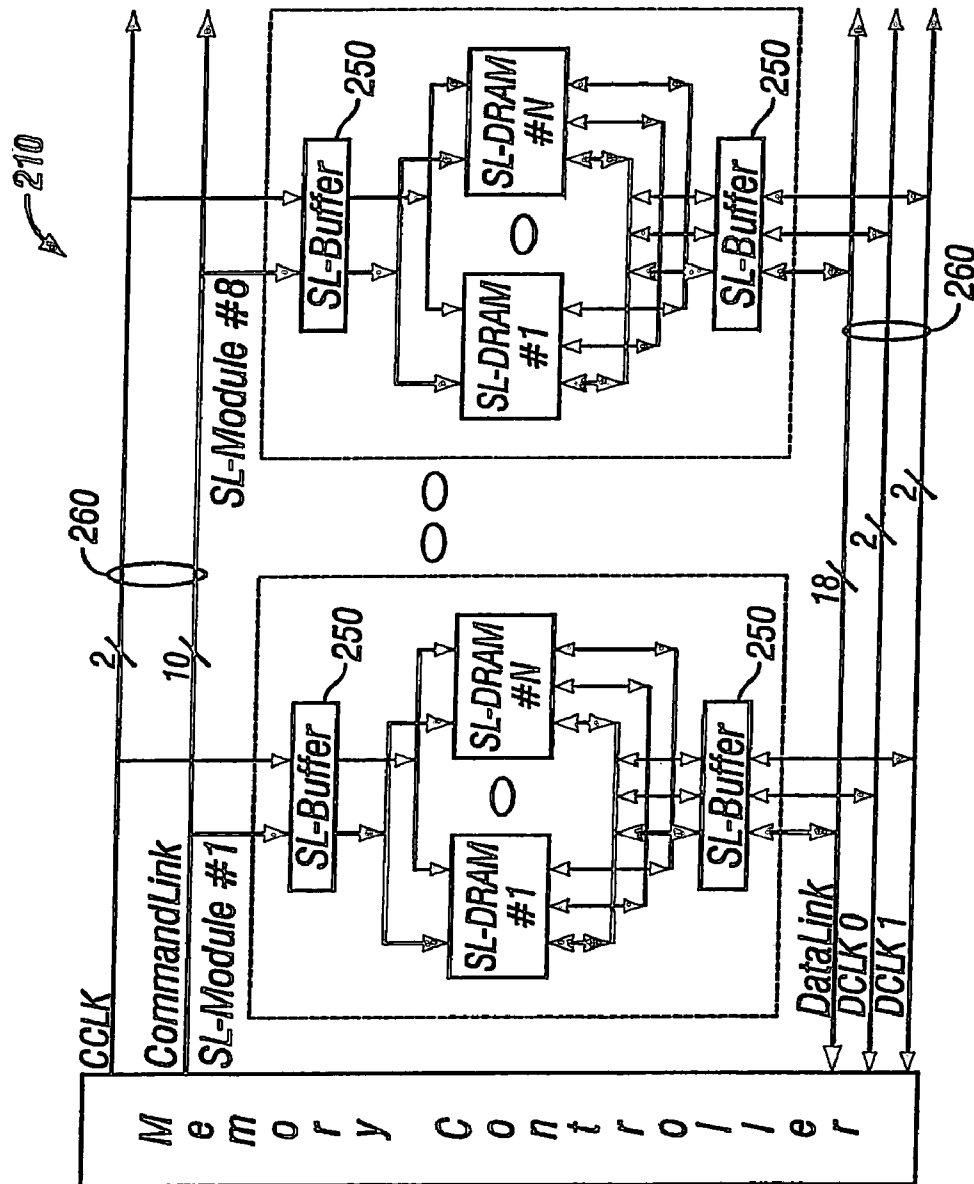 210
CCLK
2
260
CommandLink
10
SL-Module #1
SL-Module #8
SL-Buffer
250
SL-Buffer
250
SL-DRAM
#1
SL-DRAM
#N
SL-DRAM
#1
SL-DRAM
#N
SL-Buffer
250
SL-Buffer
250
DataLink
18
DCLK 0
2
DCLK 1
2
260
Memory Controller